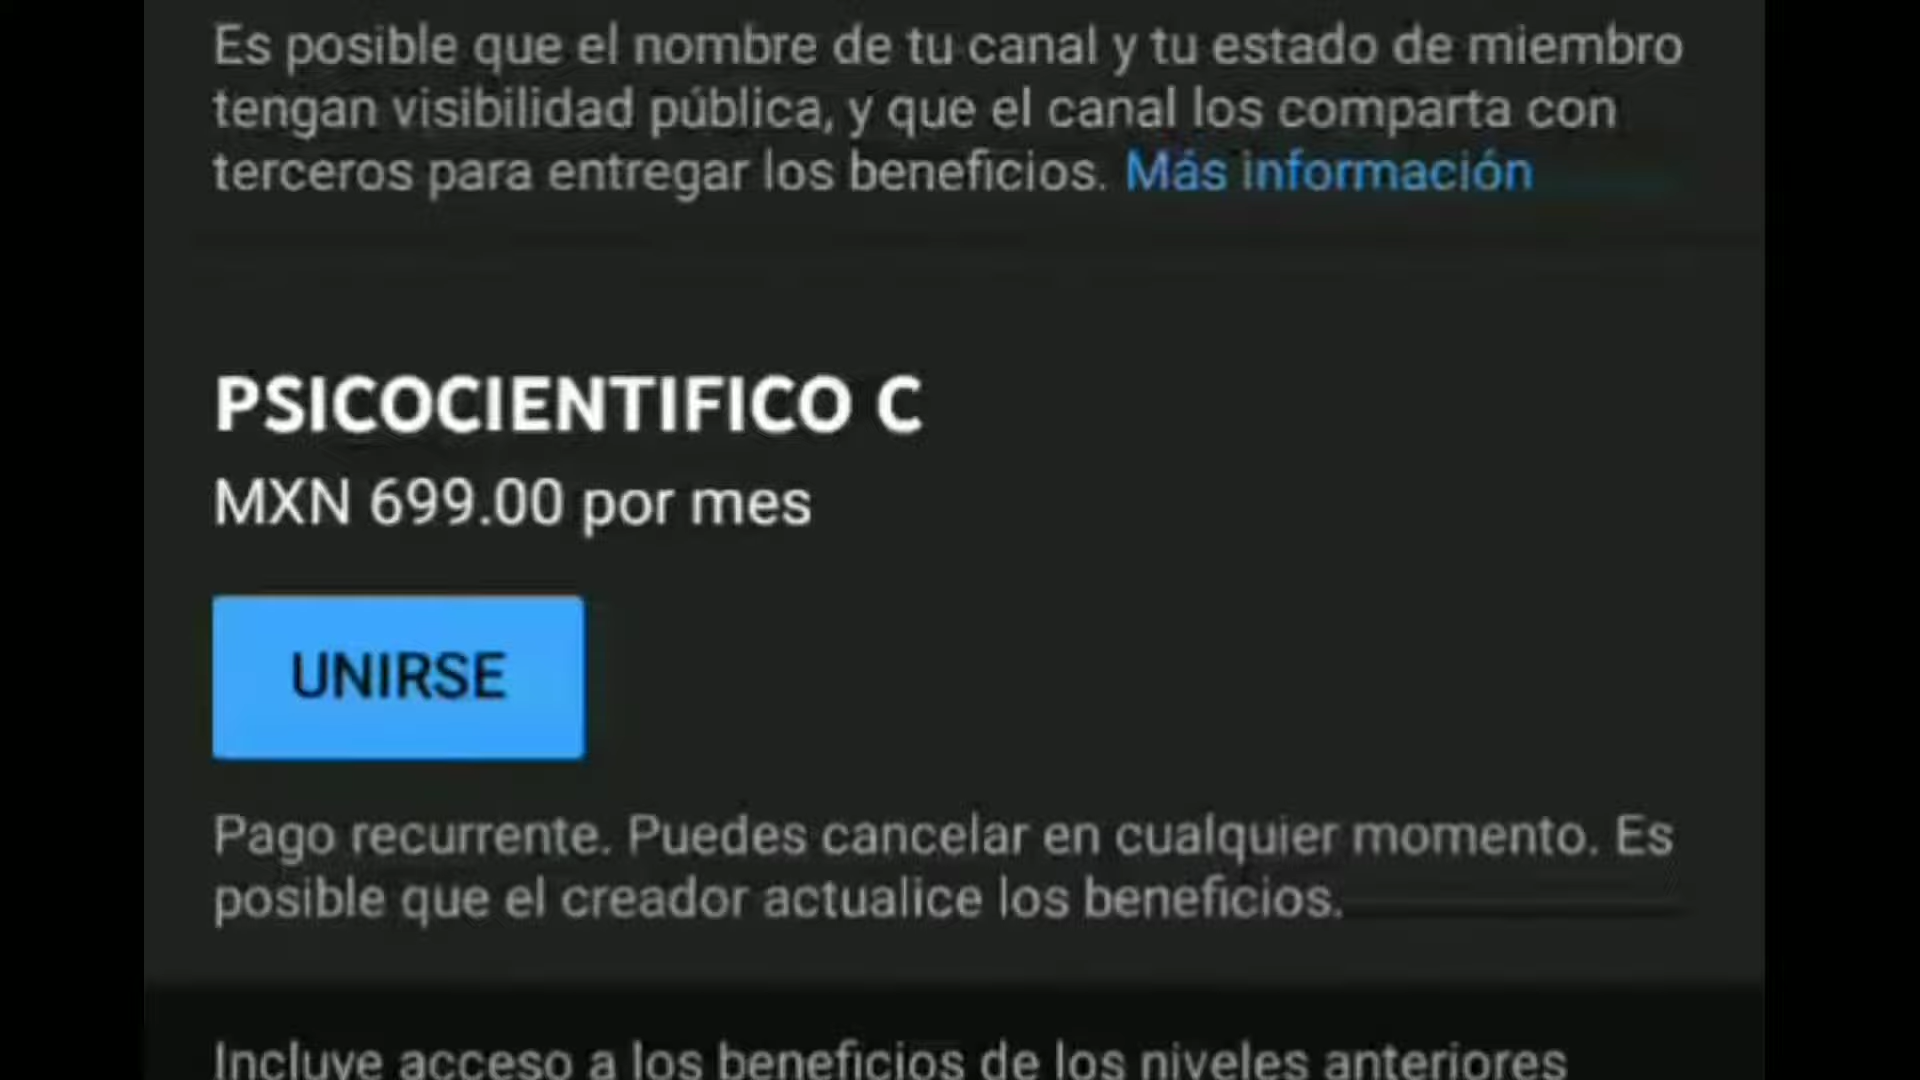 Es posible que el nombre de tu canal y tu estado de miembro
tengan visibilidad pública, y que el canal los comparta con
terceros para entregar los beneficios. Más información
PSICOCIENTIFICO C
MXN 699.00 por mes
UNIRSE
Pago recurrente. Puedes cancelar en cualquier momento. Es
posible que el creador actualice los beneficios.
Incluye acceso a los beneficios de los niveles anteriores